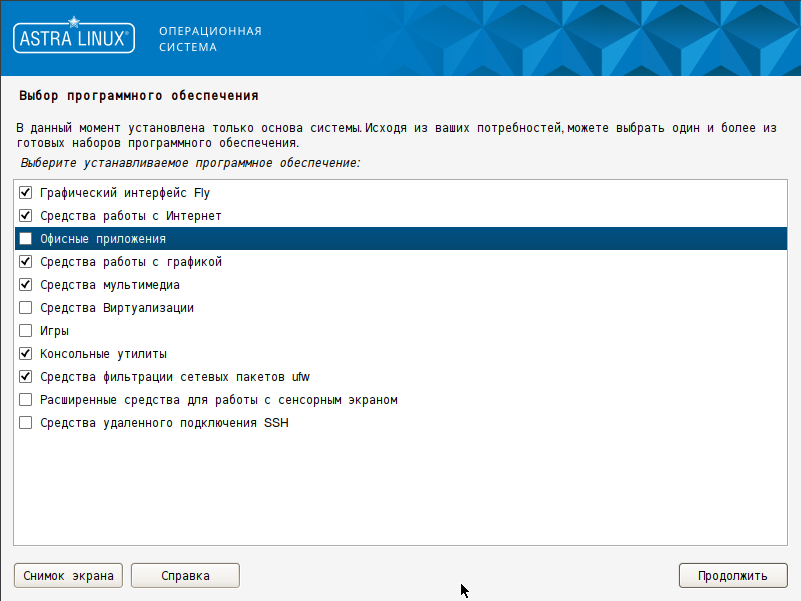 ASTRA LINUX®
ОПЕРАЦИОННАЯ
СИСТЕМА
Выбор программного обеспечения
В данный момент установлена только основа системы. Исходя из ваших потребностей, можете выбрать один и более из
готовых наборов программного обеспечения.
Выберите устанавливаемое программное обеспечение:
Графический интерфейс Fly
Средства работы с Интернет
Офисные приложения
Средства работы с графикой
Средства мультимедиа
Средства Виртуализации
Игры
Консольные утилиты
Средства фильтрации сетевых пакетов ufw
Расширенные средства для работы с сенсорным экраном
Средства удаленного подключения SSH
Снимок экрана
Справка
Продолжить